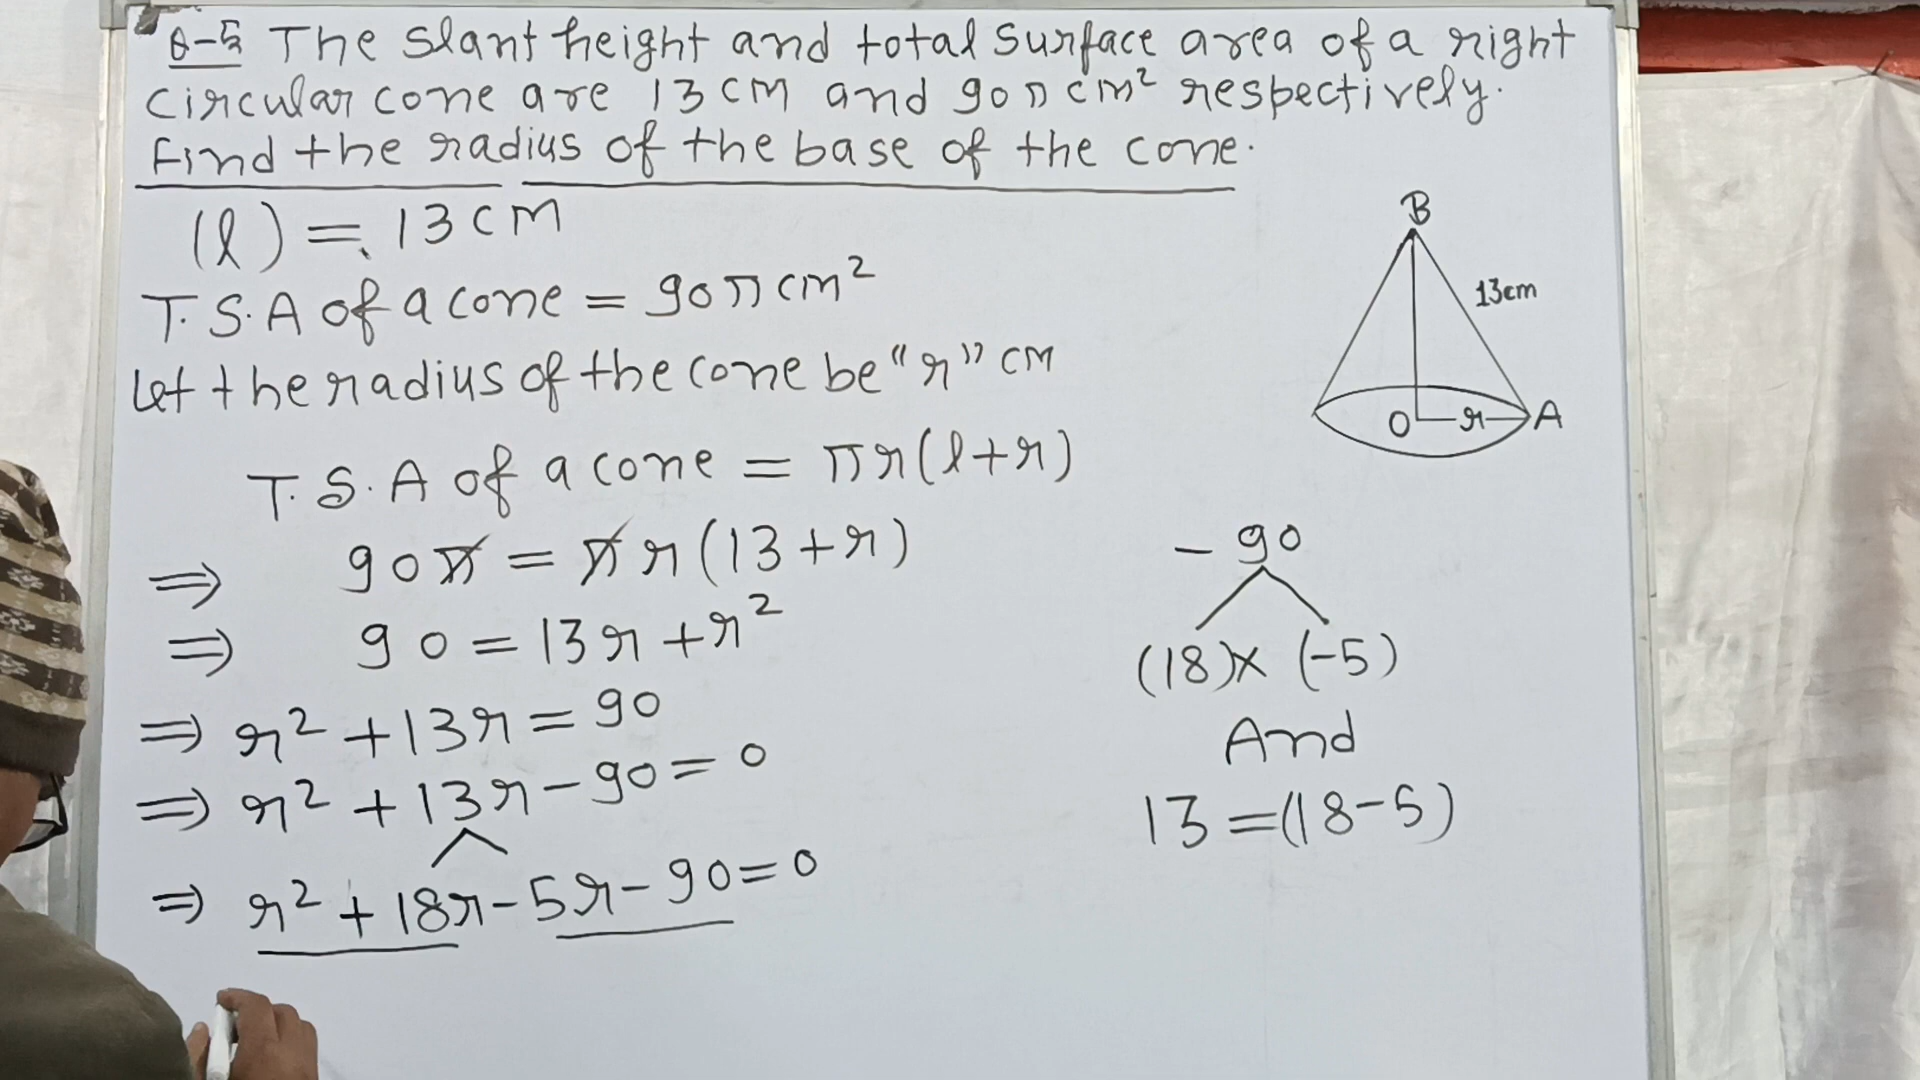 Q-5 The slant height and total surface area of a right
circular cone are 13 cm and 90π cm² respectively.
Find the radius of the base of the cone.
(l) = 13 cm
T.S.A of a cone = 90π cm²
Let the radius of the cone be "r" cm
T.S.A of a cone = πr(l+r)
⇒ 90π = πr(13+r)
⇒ 90 = 13r + r²
⇒ r² + 13r = 90
⇒ r² + 13r - 90 = 0
⇒ r² + 18r - 5r - 90 = 0
B
13cm
O r A
- 90
(18) x (-5)
And
13 = (18-5)